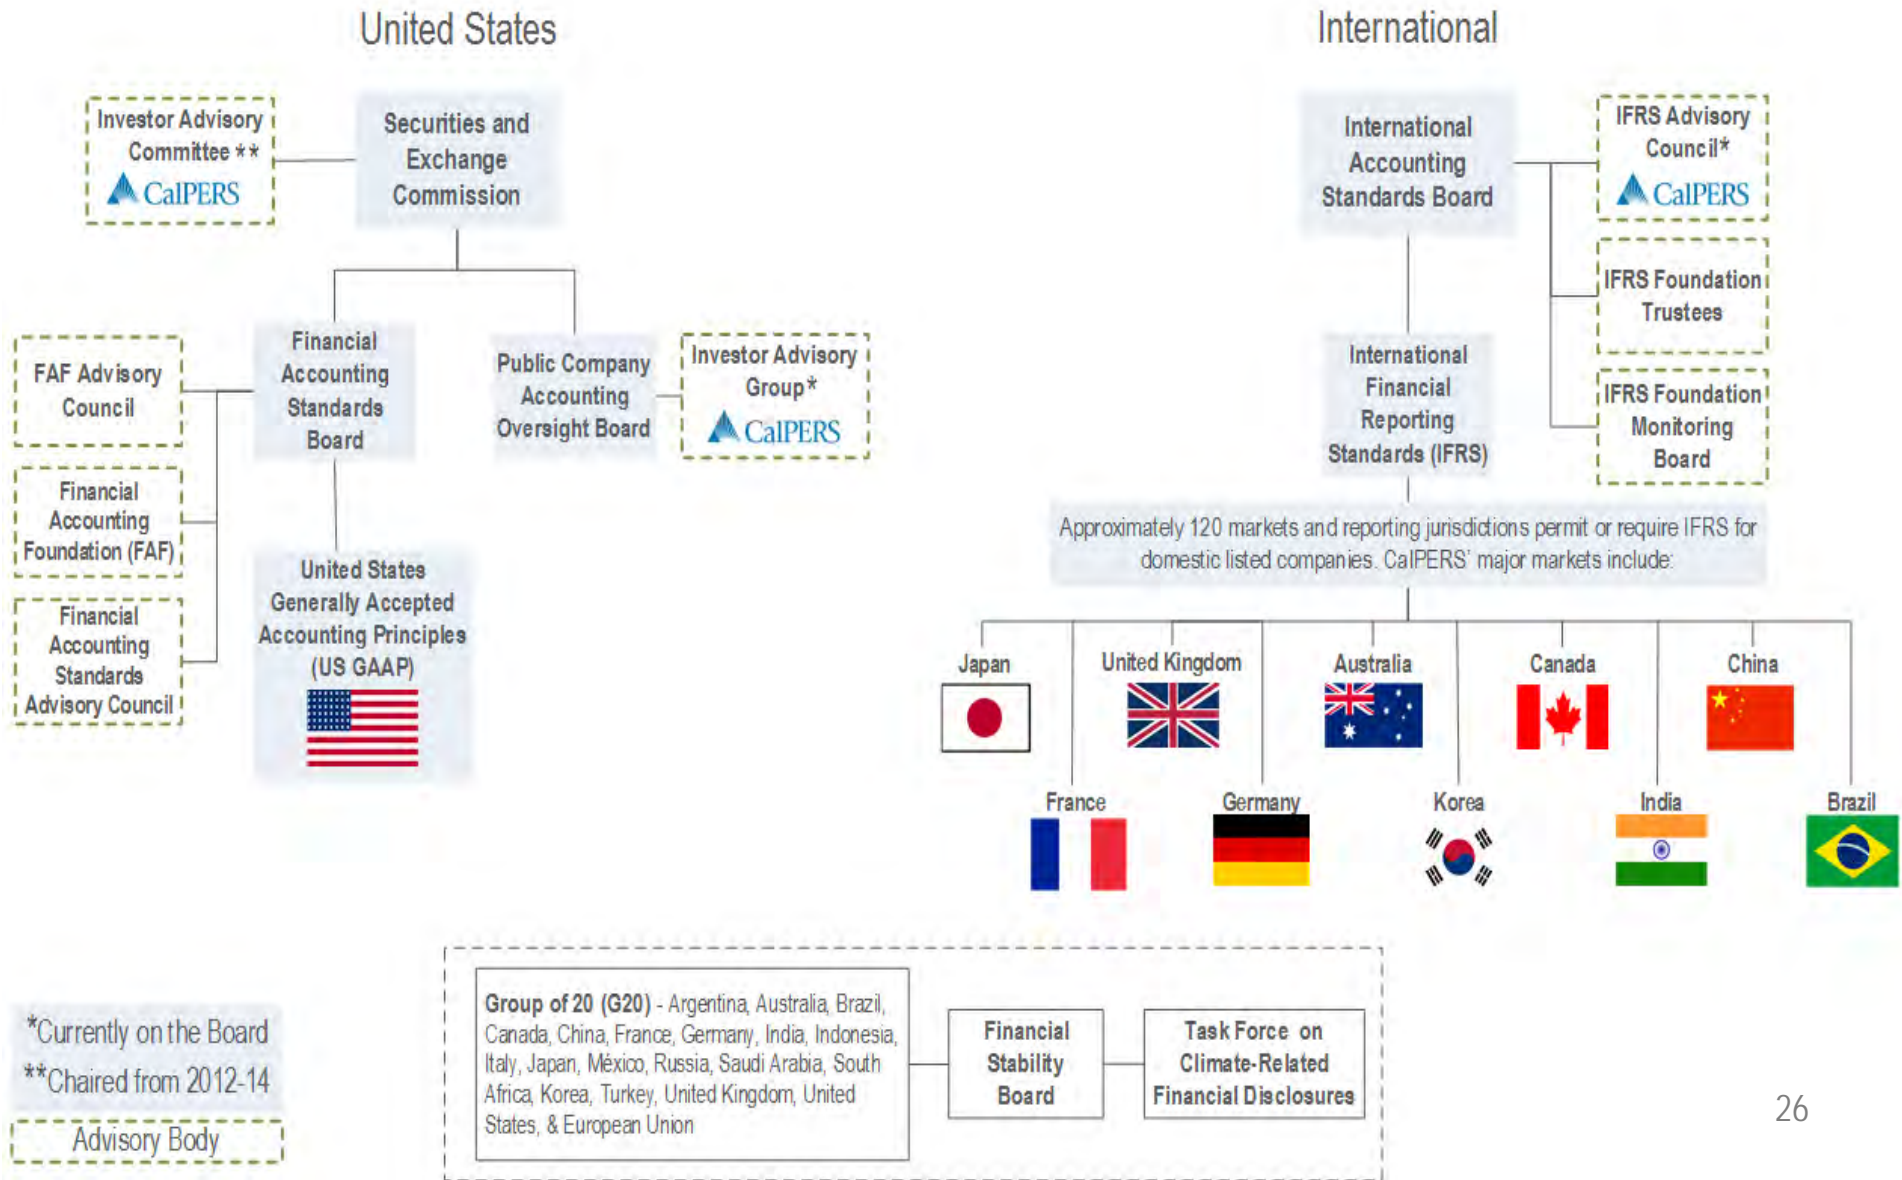 United States
International
Investor Advisory
Committee **
CalPERS
Securities and
Exchange
Commission
FAF Advisory
Council
Financial
Accounting
Foundation (FAF)
Financial
Accounting
Standards
Advisory Council
Financial
Accounting
Standards
Board
Public Company
Accounting
Oversight Board
Investor Advisory
Group*
CalPERS
United States
Generally Accepted
Accounting Principles
(US GAAP)
International
Accounting
Standards Board
IFRS Advisory
Council*
CalPERS
IFRS Foundation
Trustees
IFRS Foundation
Monitoring
Board
International
Financial
Reporting
Standards (IFRS)
Approximately 120 markets and reporting jurisdictions permit or require IFRS for
domestic listed companies. CalPERS' major markets include:
Japan
United Kingdom
Australia
Canada
China
France
Germany
Korea
India
Brazil
*Currently on the Board
**Chaired from 2012-14
Advisory Body
Group of 20 (G20) - Argentina, Australia, Brazil,
Canada, China, France, Germany, India, Indonesia,
Italy, Japan, México, Russia, Saudi Arabia, South
Africa, Korea, Turkey, United Kingdom, United
States, & European Union
Financial
Stability
Board
Task Force on
Climate-Related
Financial Disclosures
26